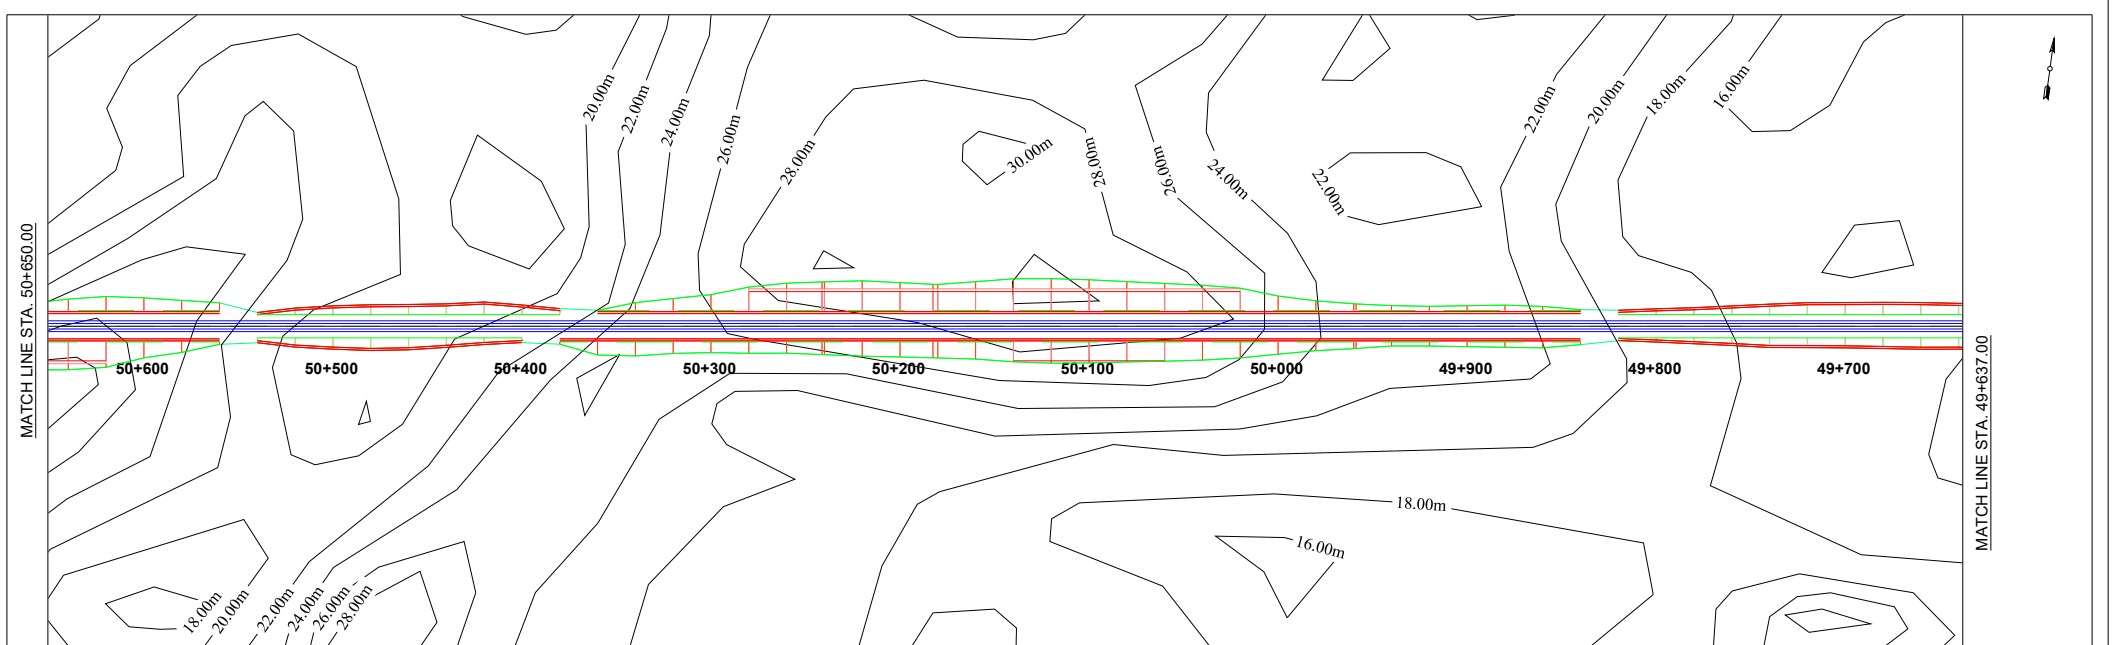 20.00m
22.00m
24.00m
26.00m
28.00m
30.00m
28.00m
26.00m
24.00m
22.00m
22.00m
20.00m
18.00m
16.00m
MATCH LINE STA. 50+650.00
50+600
50+500
50+400
50+300
50+200
50+100
50+000
49+900
49+800
49+700
MATCH LINE STA. 49+637.00
18.00m
16.00m
18.00m
20.00m
22.00m
24.00m
26.00m
28.00m